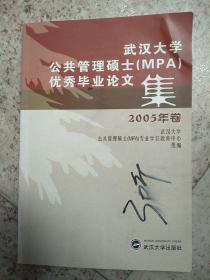 武汉大学
公共管理硕士(MPA)
优秀毕业论文
集
2005年卷
武汉大学
公共管理硕士(MPA)专业学位教育中心
选编
武汉大学出版社